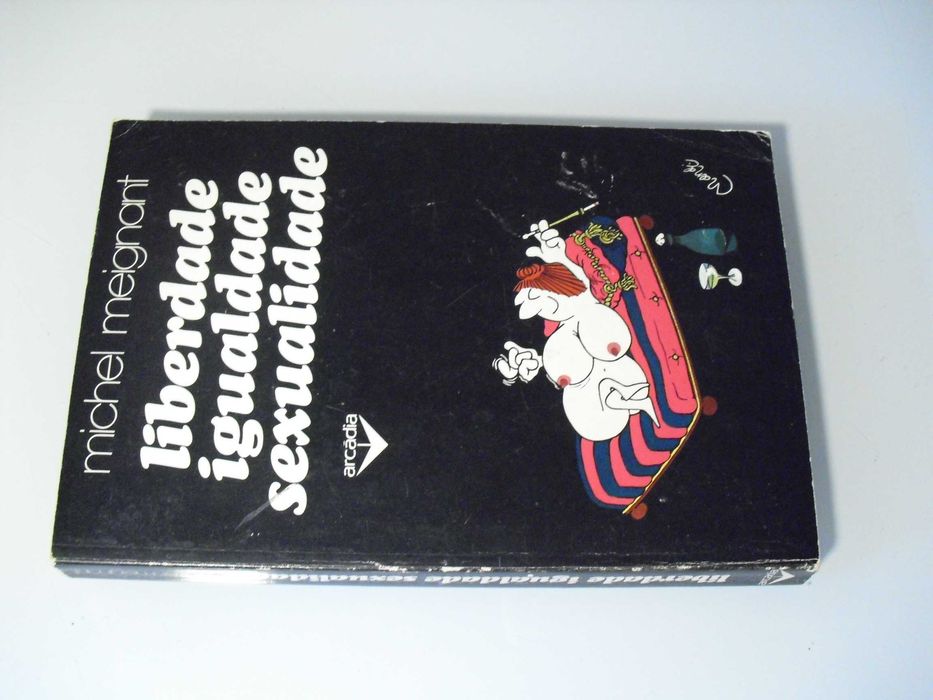 michel meignant
liberdade
igualdade
sexualidade
arcádia
liberdade igualdade sexualidade